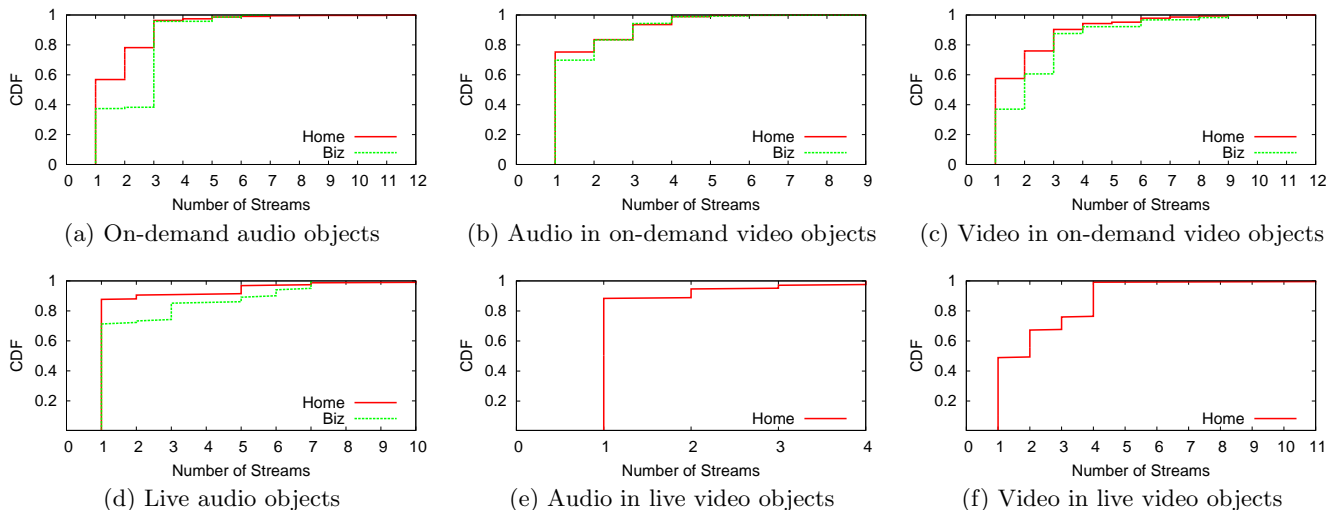 1
0.8
0.6
0.4
0.2
0
CDF
Home
Biz
0 1 2 3 4 5 6 7 8 9 10 11 12
Number of Streams
(a) On-demand audio objects
1
0.8
0.6
0.4
0.2
0
CDF
Home
Biz
0 1 2 3 4 5 6 7 8 9
Number of Streams
(b) Audio in on-demand video objects
1
0.8
0.6
0.4
0.2
0
CDF
Home
Biz
0 1 2 3 4 5 6 7 8 9 10 11 12
Number of Streams
(c) Video in on-demand video objects
1
0.8
0.6
0.4
0.2
CDF
Home
Biz
0 1 2 3 4 5 6 7 8 9 10
Number of Streams
(d) Live audio objects
1
0.8
0.6
0.4
0.2
CDF
Home
0 1 2 3 4
Number of Streams
(e) Audio in live video objects
1
0.8
0.6
0.4
0.2
CDF
Home
0 1 2 3 4 5 6 7 8 9 10 11
Number of Streams
(f) Video in live video objects